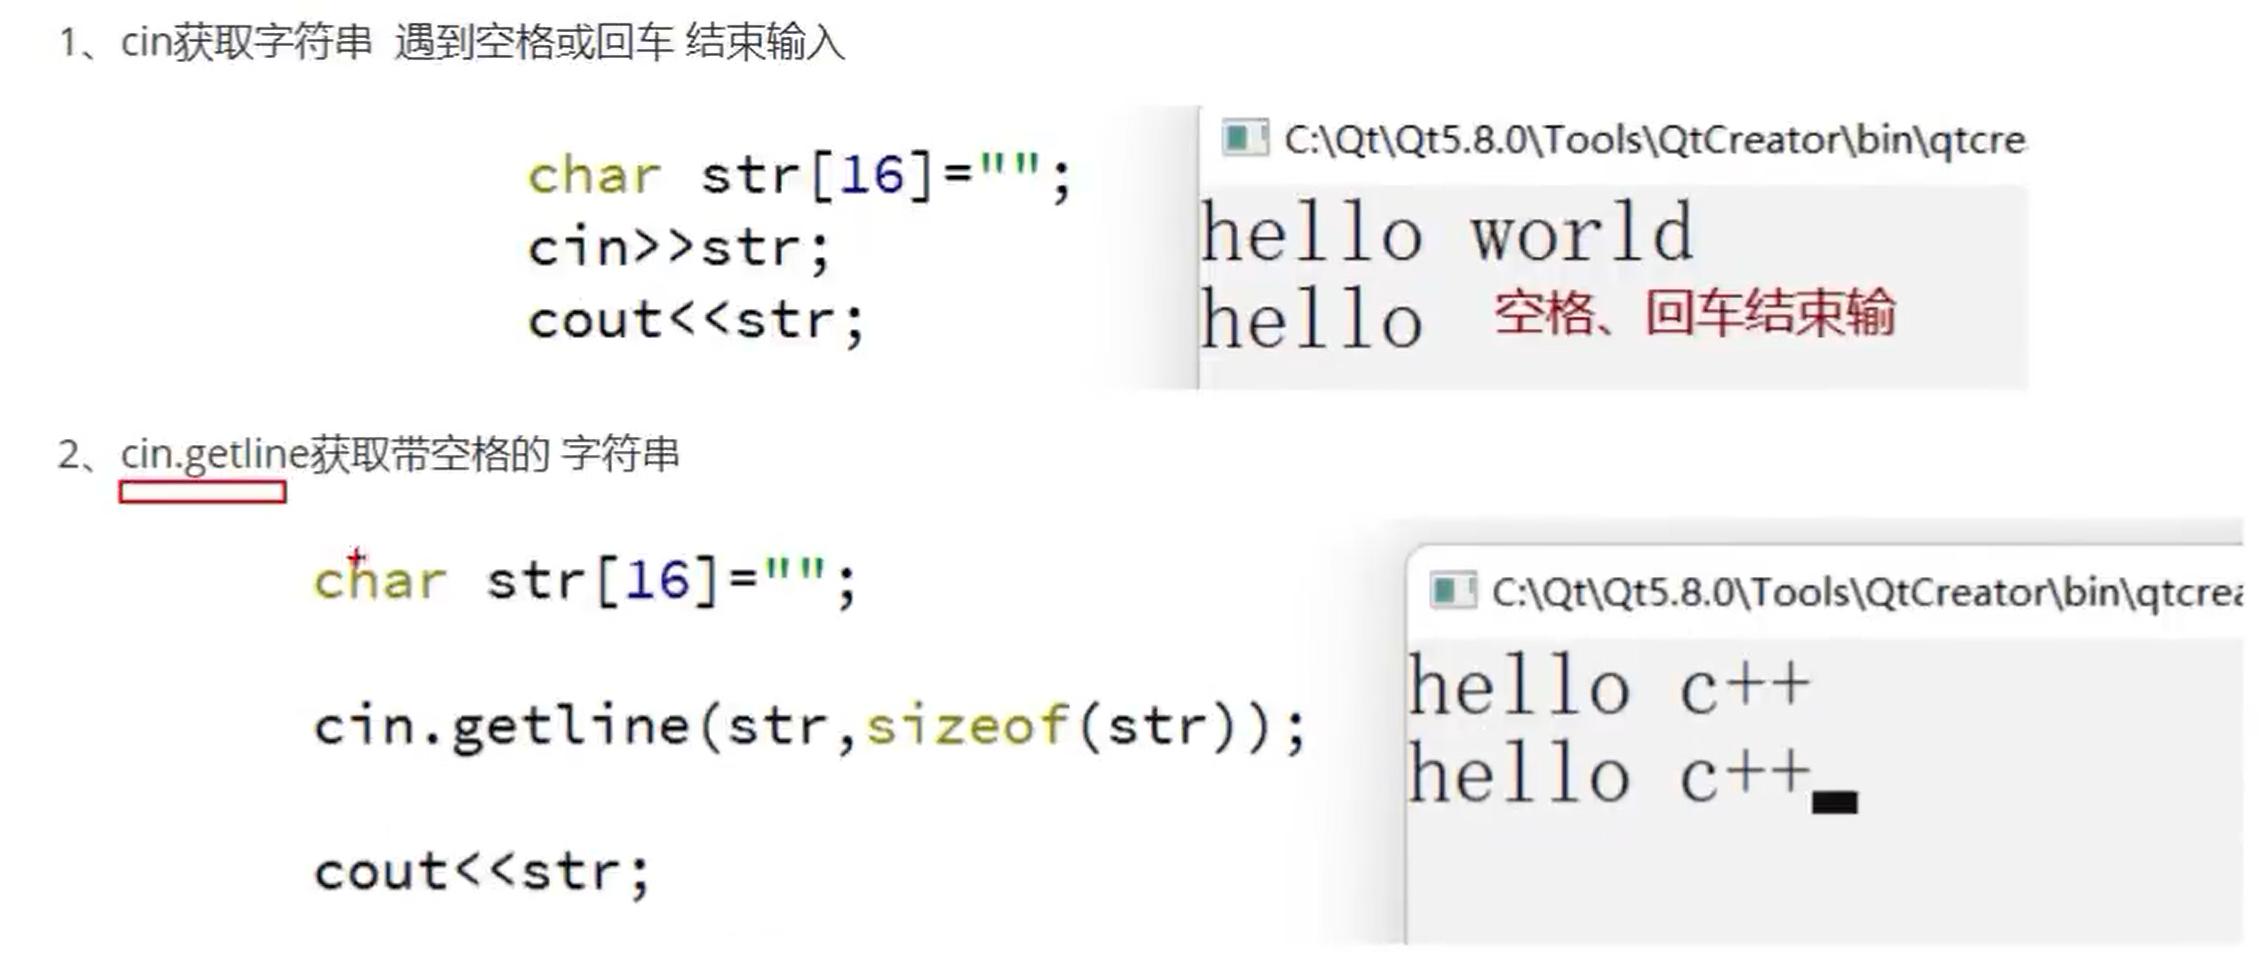 1、cin获取字符串 遇到空格或回车 结束输入
char str[16]="";
cin>>str;
cout<<str;
C:\Qt\Qt5.8.0\Tools\QtCreator\bin\qtcre
hello world
hello 空格、回车结束输
2、cin.getline获取带空格的 字符串
char str[16]="";
cin.getline(str,sizeof(str));
cout<<str;
C:\Qt\Qt5.8.0\Tools\QtCreator\bin\qtcrea
hello c++
hello c++